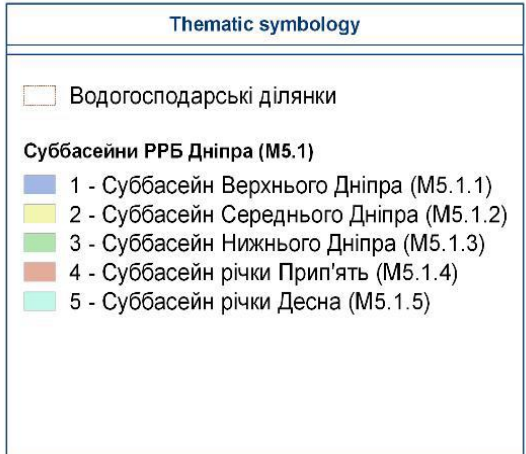 Thematic symbology
Водогосподарські ділянки
Суббасейни РРБ Дніпра (М5.1)
1 - Суббасейн Верхнього Дніпра (М5.1.1)
2 - Суббасейн Середнього Дніпра (М5.1.2)
3 - Суббасейн Нижнього Дніпра (М5.1.3)
4 - Суббасейн річки Прип'ять (М5.1.4)
5 - Суббасейн річки Десна (М5.1.5)